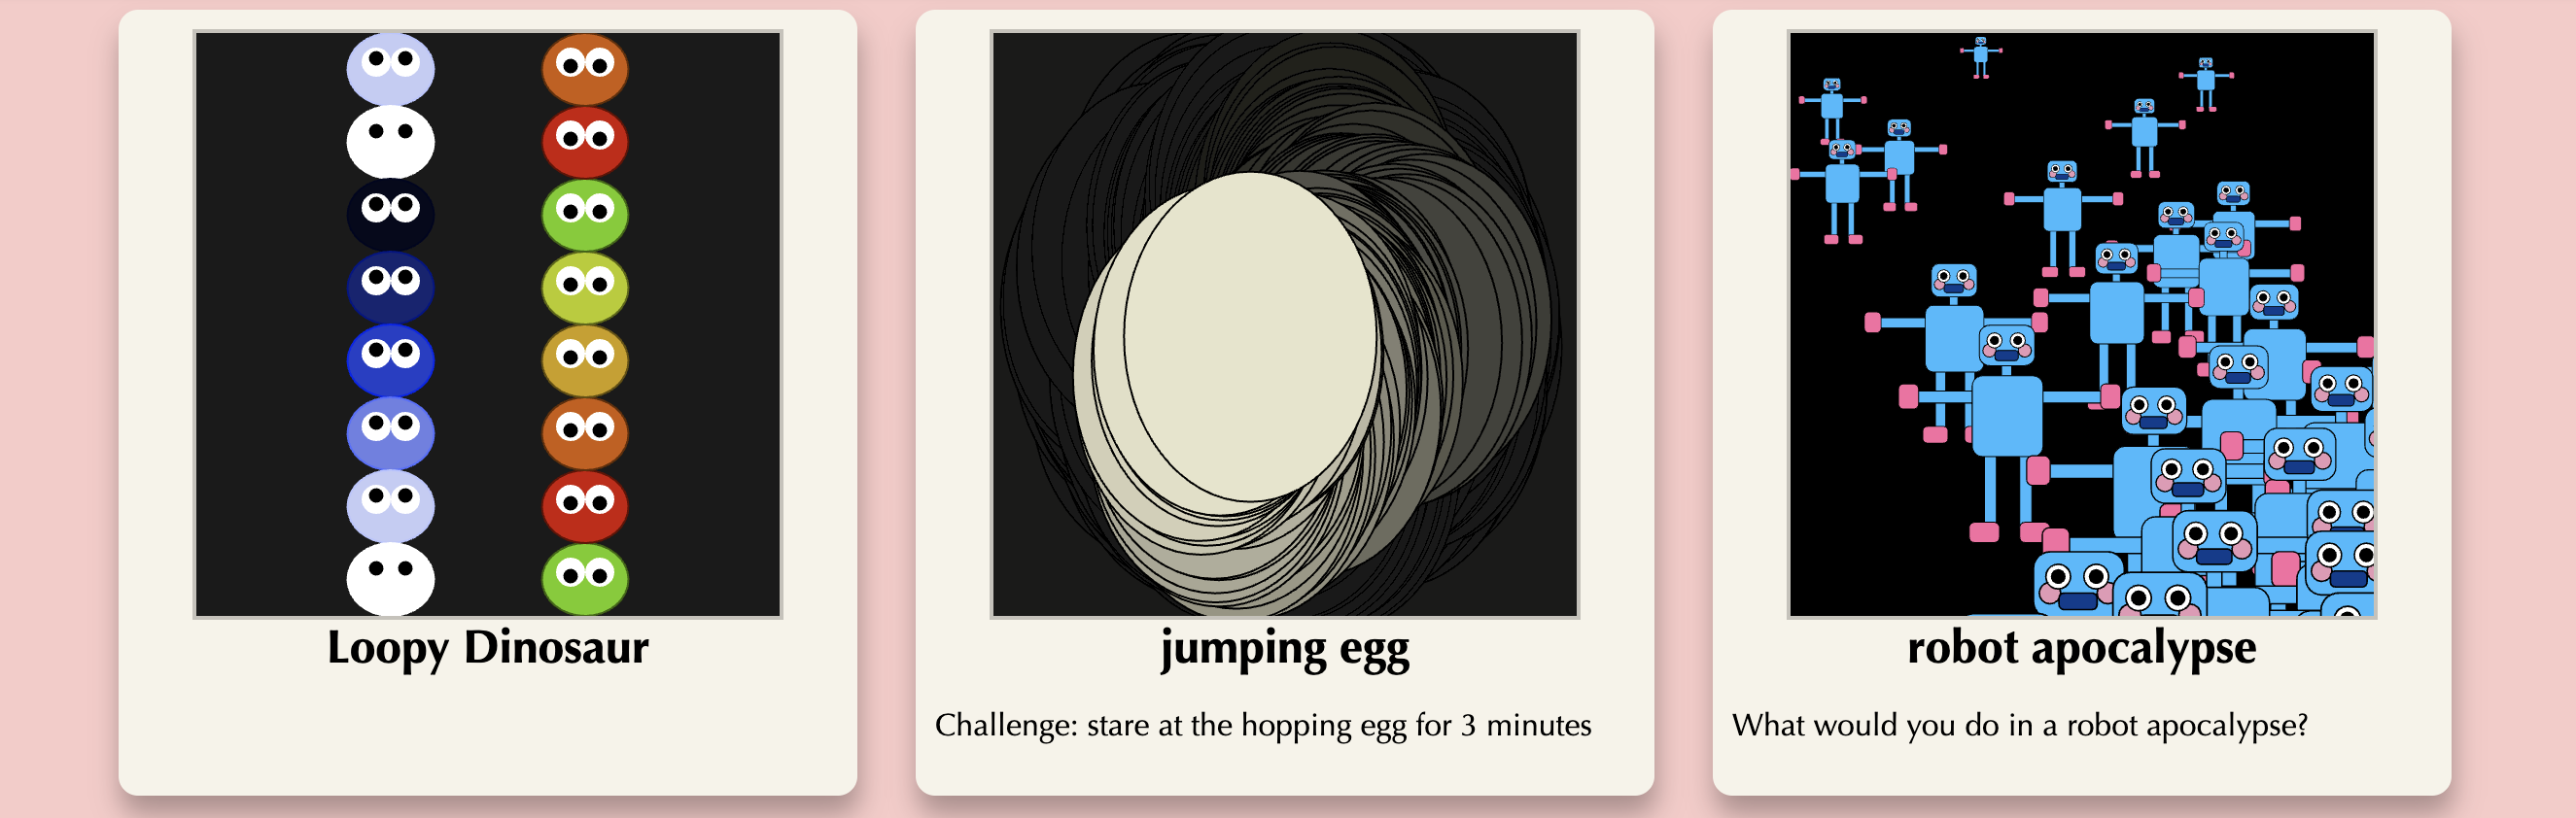 Loopy Dinosaur
jumping egg
Challenge: stare at the hopping egg for 3 minutes
robot apocalypse
What would you do in a robot apocalypse?